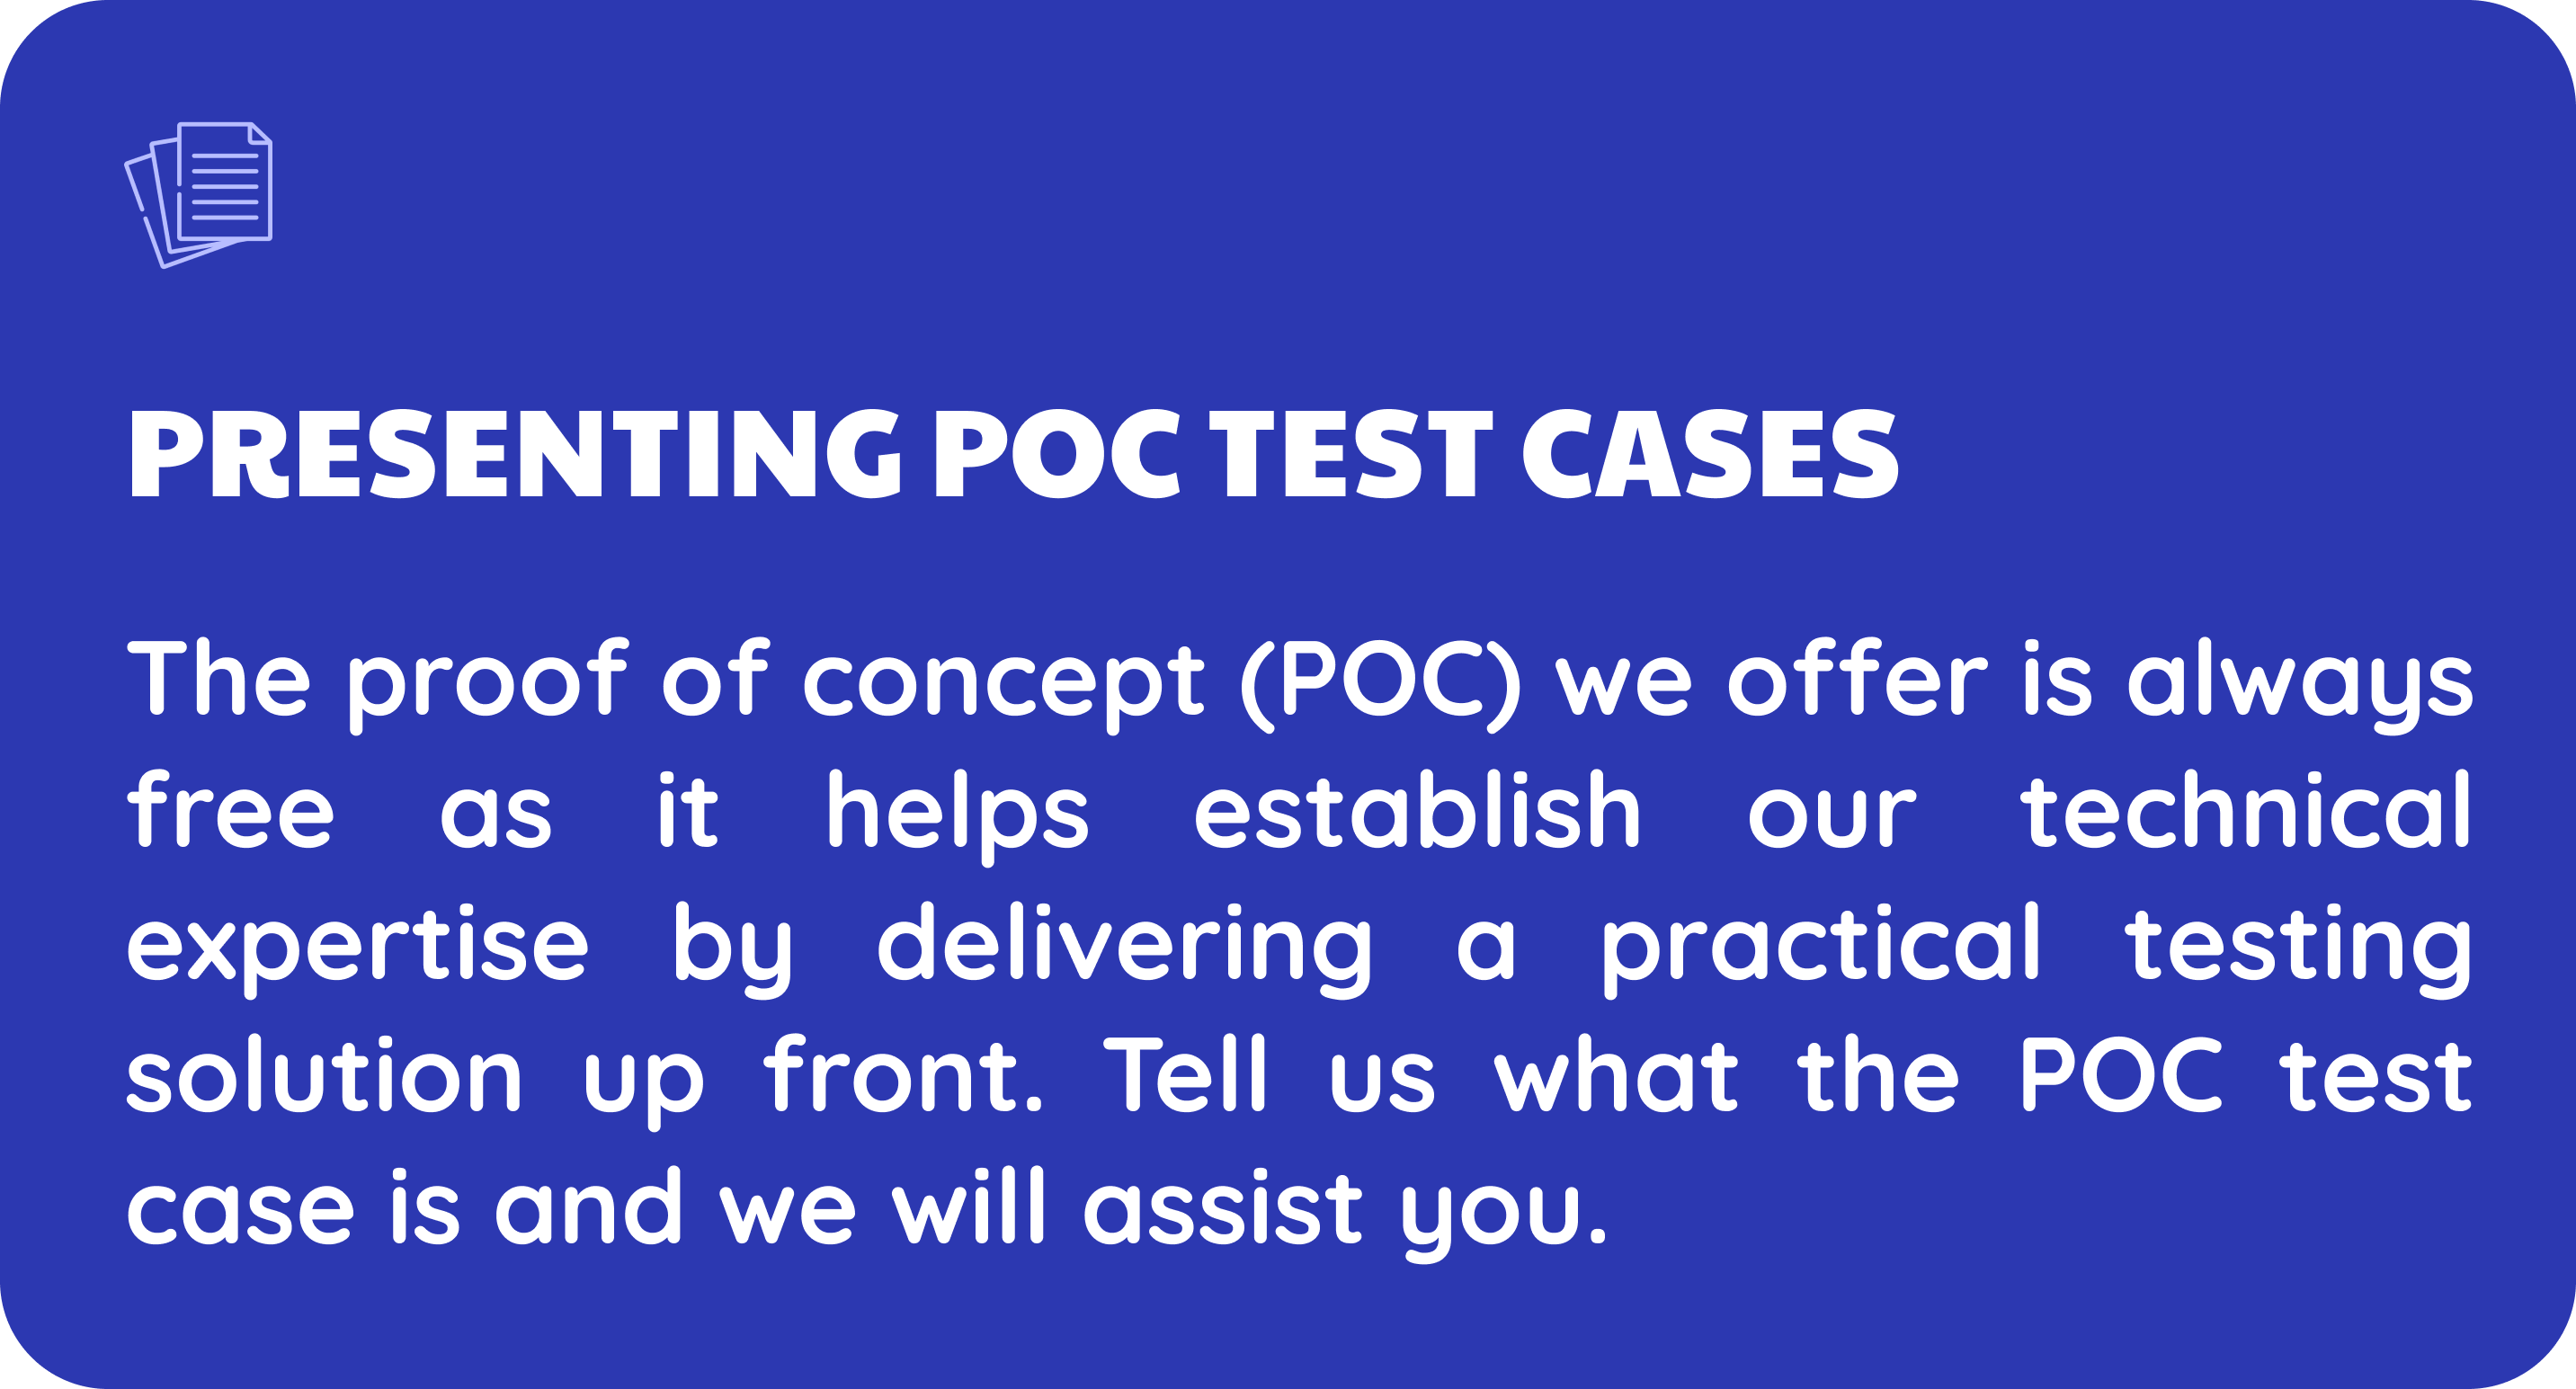 PRESENTING POC TEST CASES
The proof of concept (POC) we offer is always
free as it helps establish our technical
expertise by delivering a practical testing
solution up front. Tell us what the POC test
case is and we will assist you.